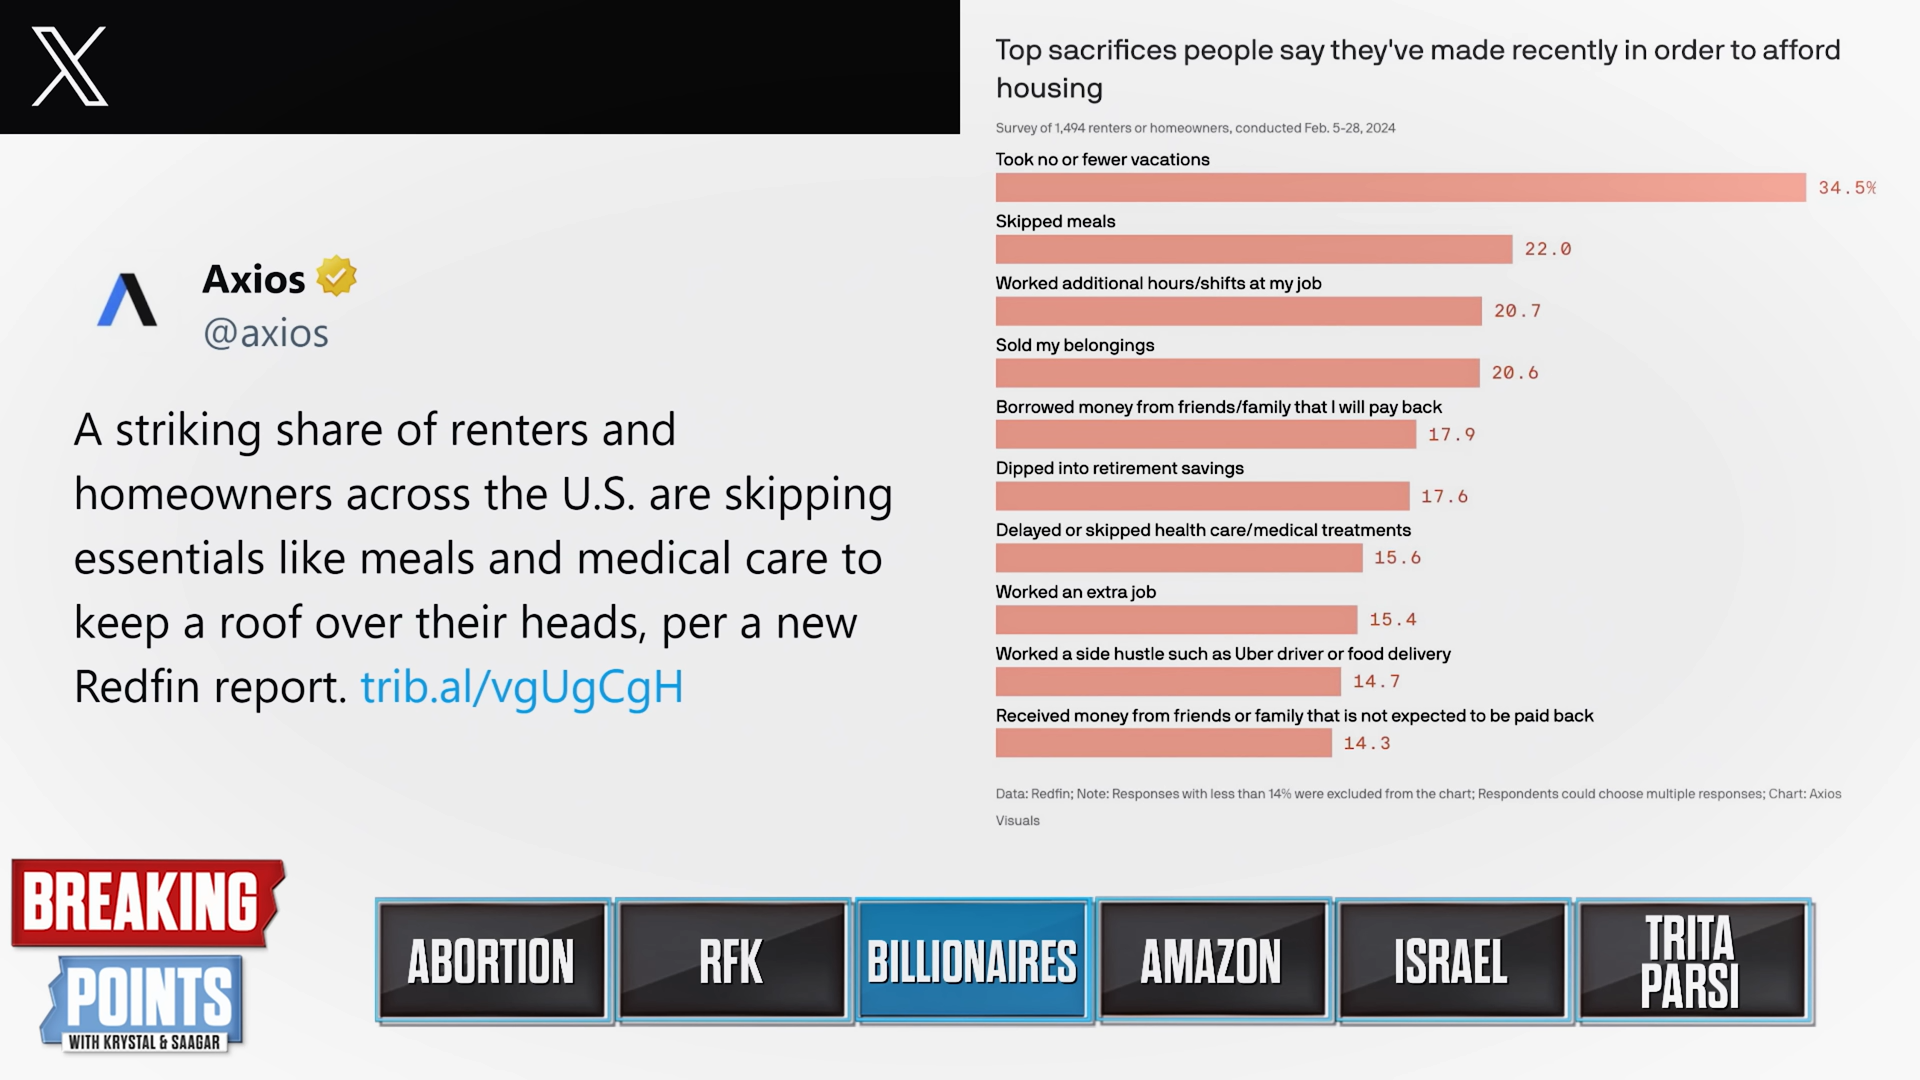 X
Axios
@axios
A striking share of renters and
homeowners across the U.S. are skipping
essentials like meals and medical care to
keep a roof over their heads, per a new
Redfin report. trib.al/vgUgCgH
Top sacrifices people say they've made recently in order to afford
housing
Survey of 1,494 renters or homeowners, conducted Feb. 5-28, 2024
Took no or fewer vacations
34.5%
Skipped meals
22.0
Worked additional hours/shifts at my job
20.7
Sold my belongings
20.6
Borrowed money from friends/family that I will pay back
17.9
Dipped into retirement savings
17.6
Delayed or skipped health care/medical treatments
15.6
Worked an extra job
15.4
Worked a side hustle such as Uber driver or food delivery
14.7
Received money from friends or family that is not expected to be paid back
14.3
Data: Redfin; Note: Responses with less than 14% were excluded from the chart; Respondents could choose multiple responses; Chart: Axios
Visuals
BREAKING
POINTS
WITH KRYSTAL & SAAGAR
ABORTION
RFK
BILLIONAIRES
AMAZON
ISRAEL
TRITA
PARSI